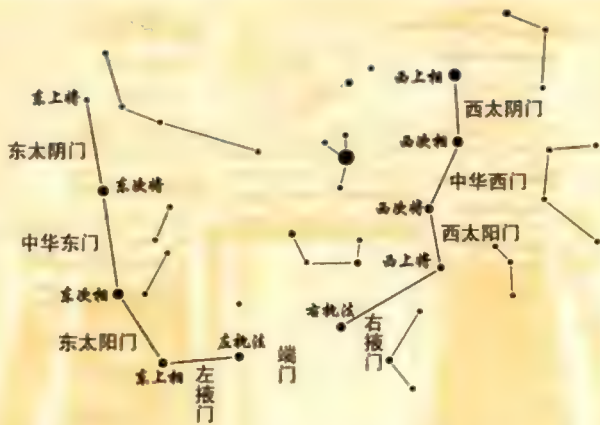 西上相
东上将
西太阴门
东太阴门
西次相
中华西门
东次将
西次将
西太阳门
中华东门
西上将
东次相
右执法
右掖门
东太阳门
左执法
端门
东上相
左掖门